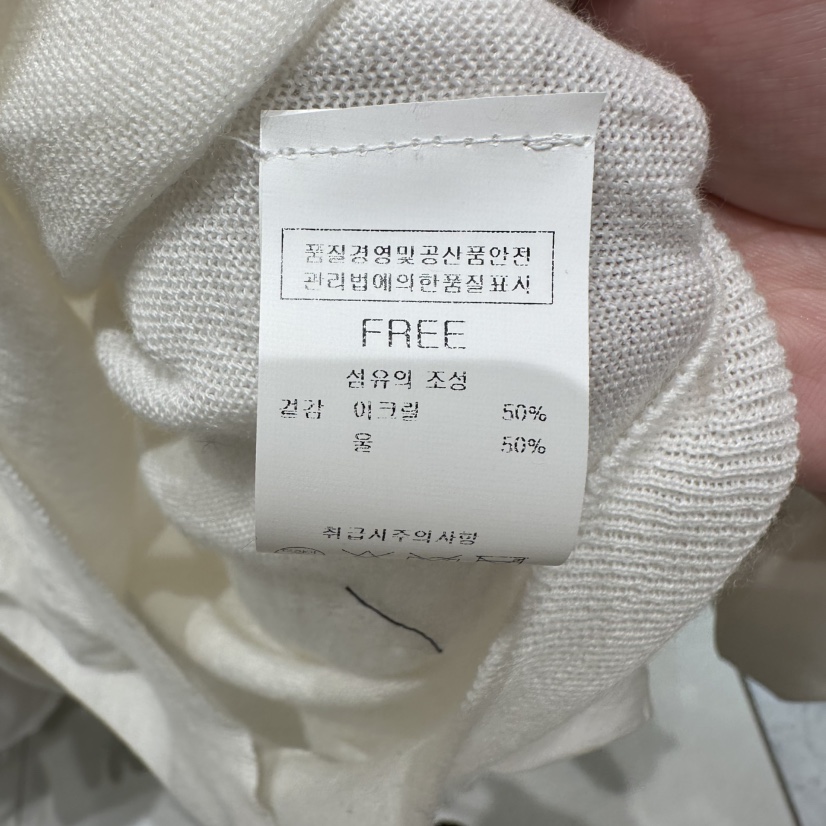 품질경영및공산품안전
관리법에의한품질표시
FREE
섬유의 조성
겉감 아크릴 50%
울 50%
취급시주의사항